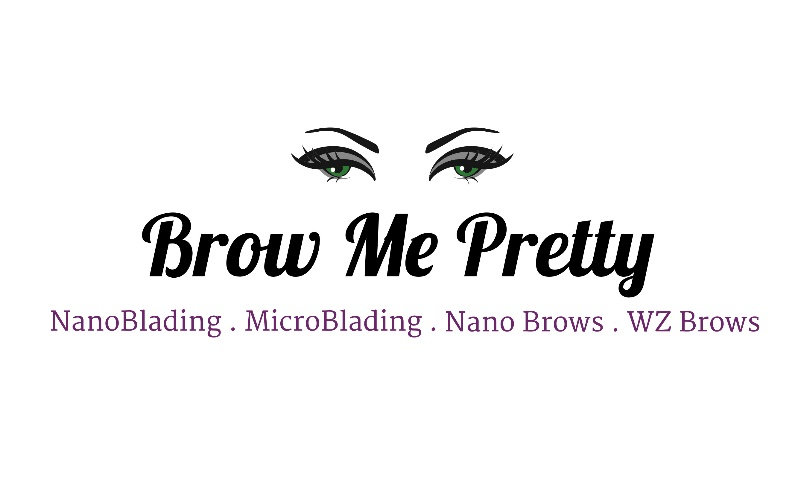 Brow Me Pretty
NanoBlading . MicroBlading . Nano Brows . WZ Brows